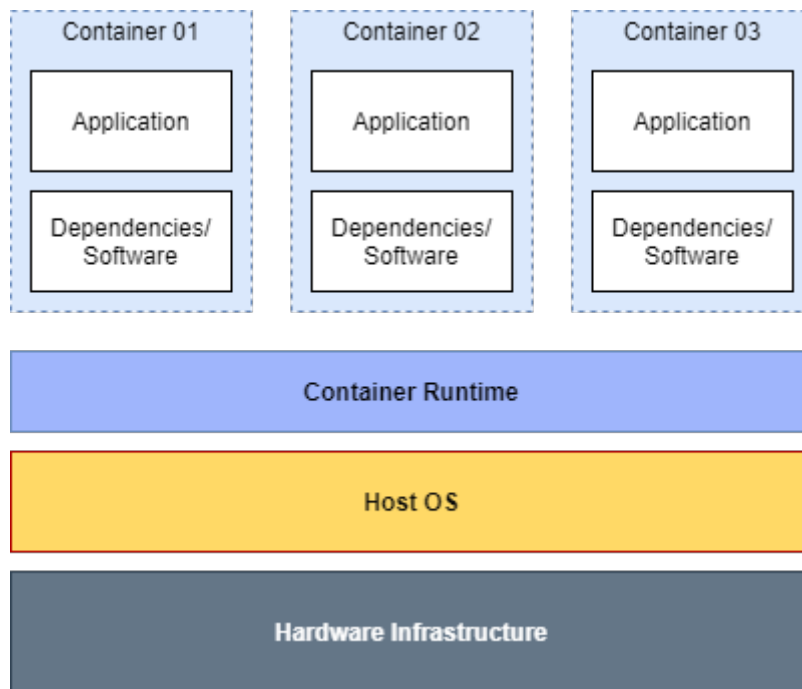 Container 01
Container 02
Container 03
Application
Application
Application
Dependencies/
Software
Dependencies/
Software
Dependencies/
Software
Container Runtime
Host OS
Hardware Infrastructure